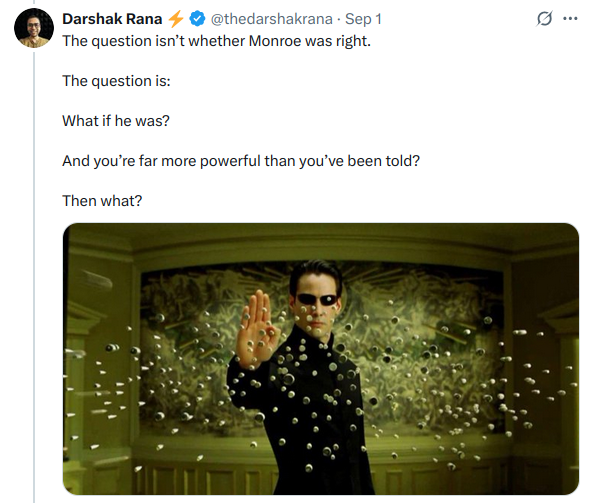 Darshak Rana ⚡ @thedarshakrana · Sep 1
The question isn’t whether Monroe was right.
The question is:
What if he was?
And you’re far more powerful than you’ve been told?
Then what?